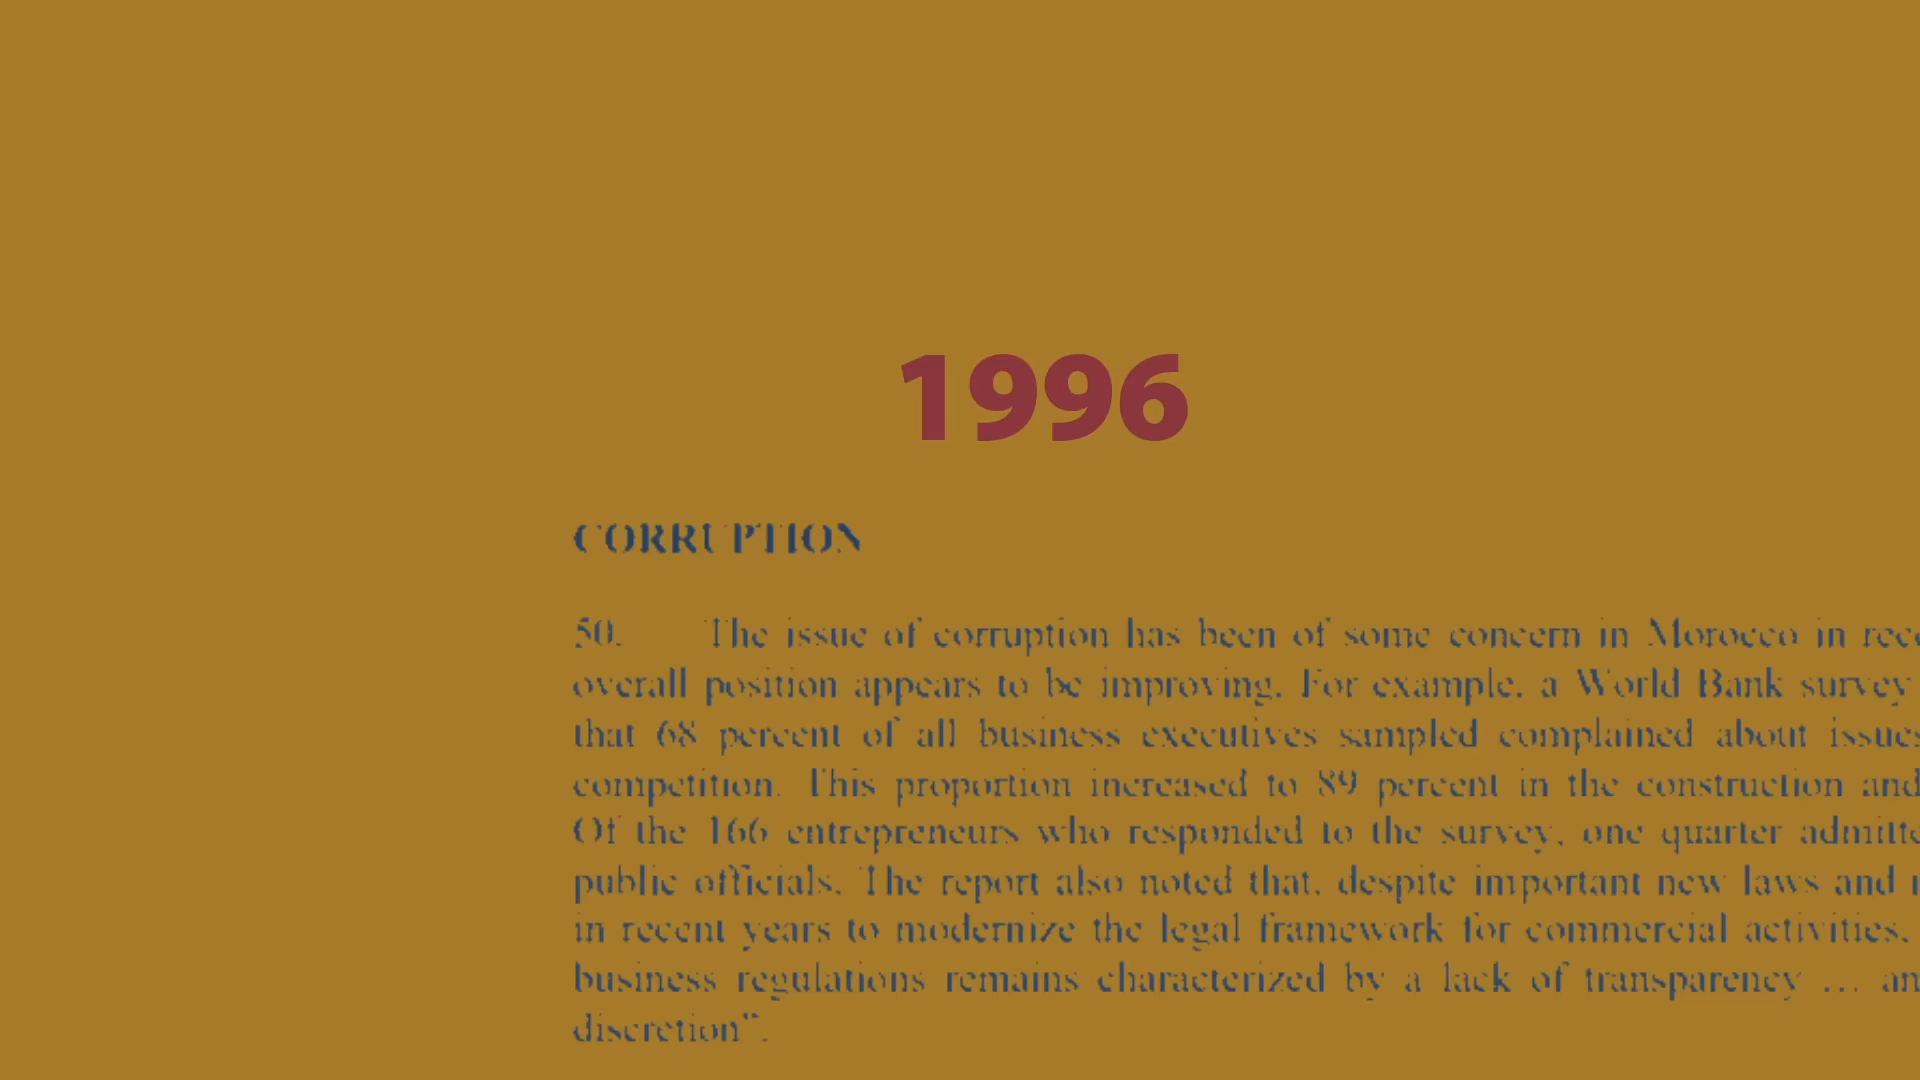 1996
CORRUPTION
50. The issue of corruption has been of some concern in Morocco in
overall position appears to be improving. For example, a World Bank survey
that 68 percent of all business executives sampled complained about issues
competition. This proportion increased to 89 percent in the construction and
Of the 166 entrepreneurs who responded to the survey, one quarter
public officials. The report also noted that, despite important new laws and
in recent years to modernize the legal framework for commercial activities,
business regulations remains characterized by a lack of transparency …
discretion”.